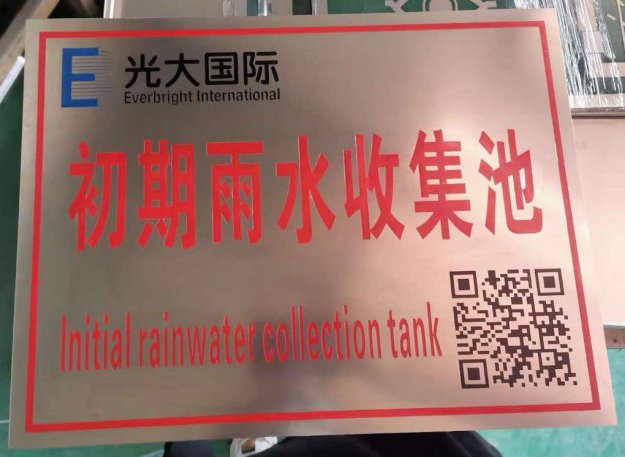 光大国际
Everbright International
初期雨水收集池
Initial rainwater collection tank